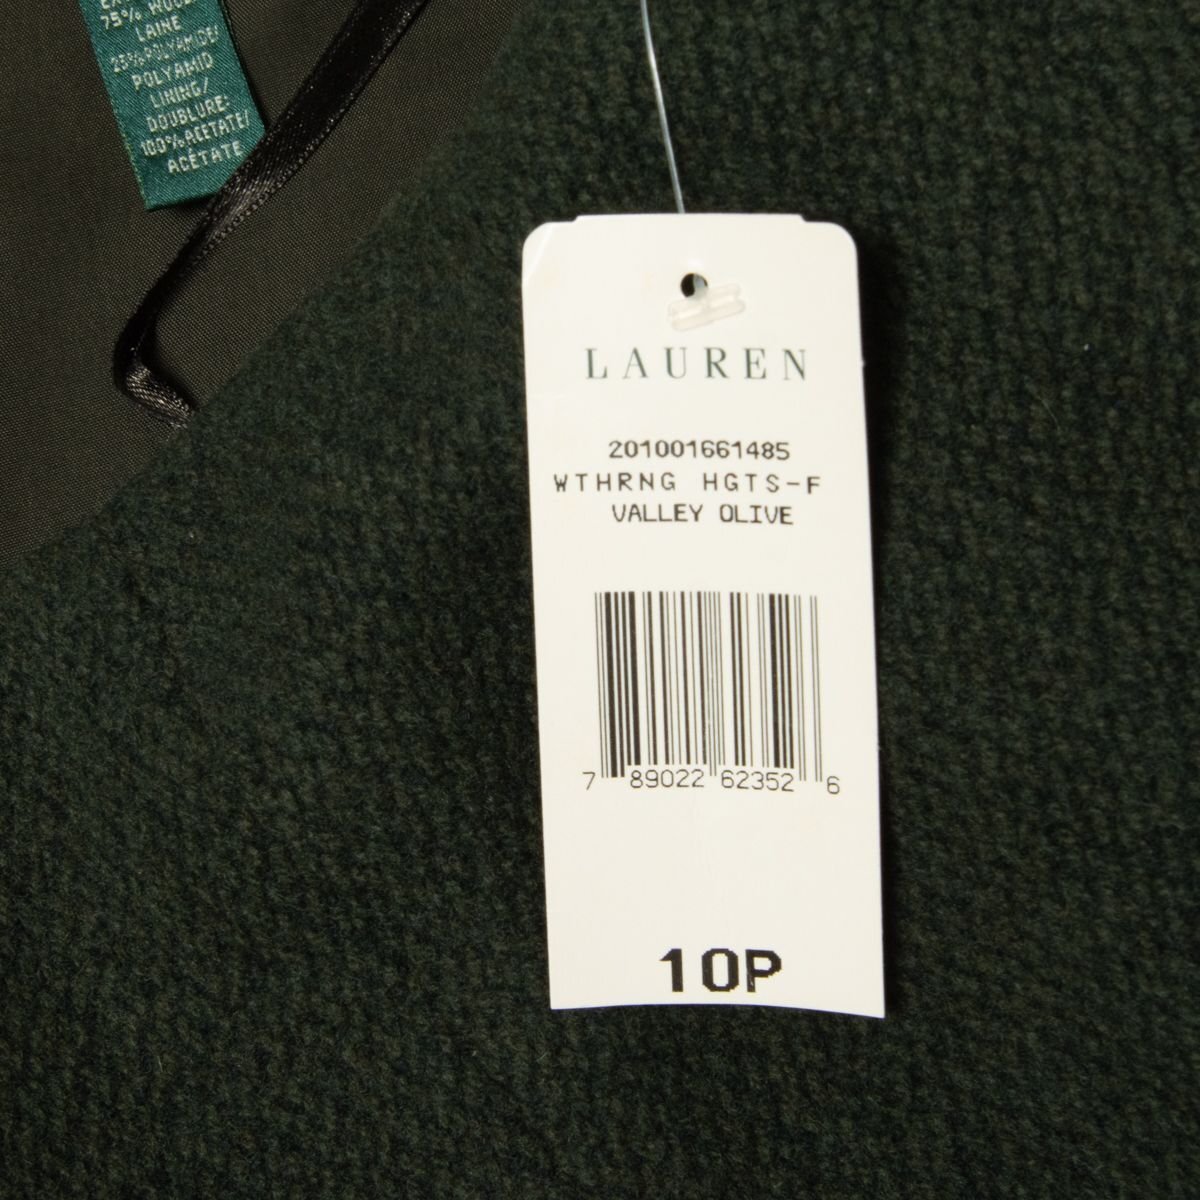 75% WOOL/
LAINE
25% POLYAMIDE/
POLYAMID
LINING/
DOUBLURE:
100% ACETATE/
ACETATE
LAUREN
201001661485
WTHRNG HGTS-F
VALLEY OLIVE
7 89022 62352 6
10P